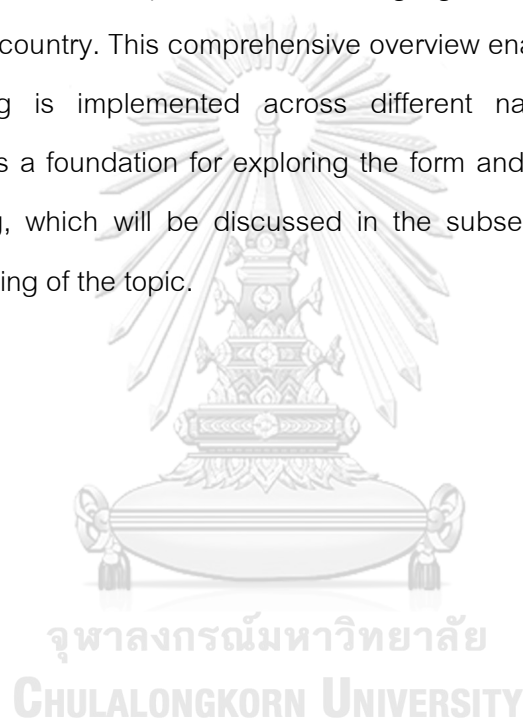 country. This comprehensive overview ena
g is implemented across different na
s a foundation for exploring the form and
g, which will be discussed in the subse
ing of the topic.
จุฬาลงกรณ์มหาวิทยาลัย
CHULALONGKORN UNIVERSITY